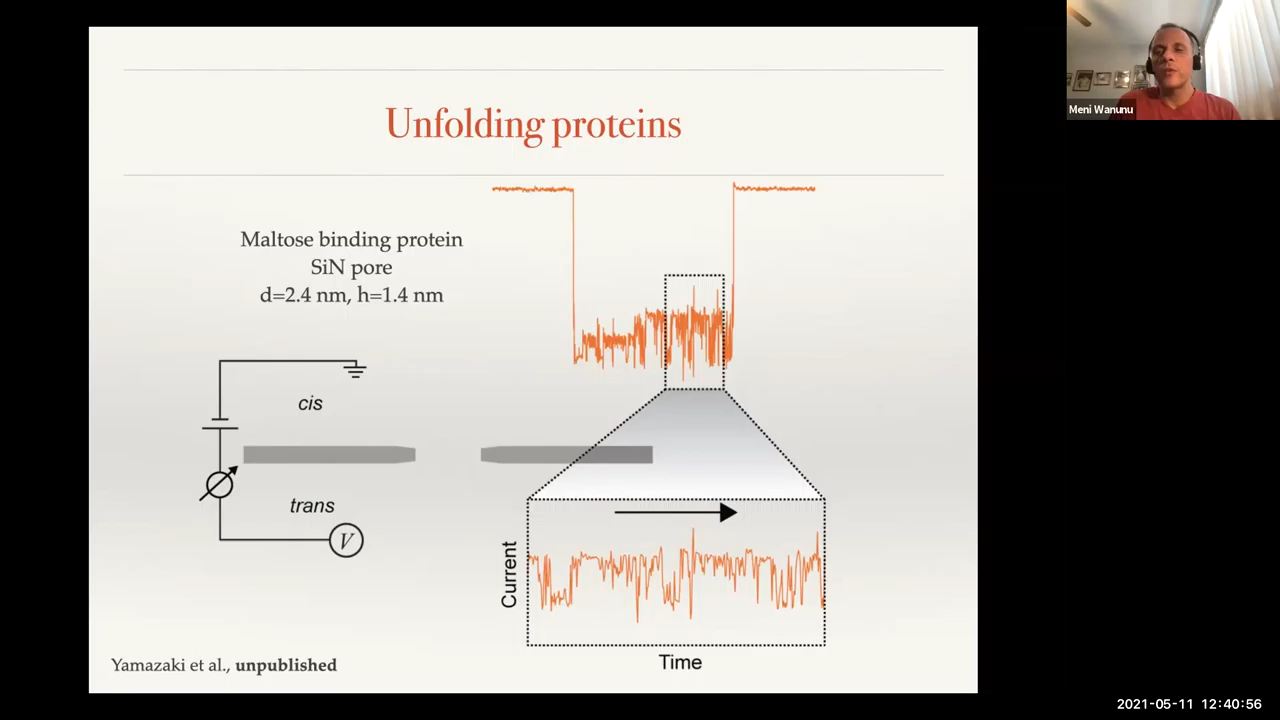 Unfolding proteins
Maltose binding protein
SiN pore
d=2.4 nm, h=1.4 nm
cis
trans
V
Current
Time
Yamazaki et al., unpublished
Meni Wanunu
2021-05-11 12:40:56